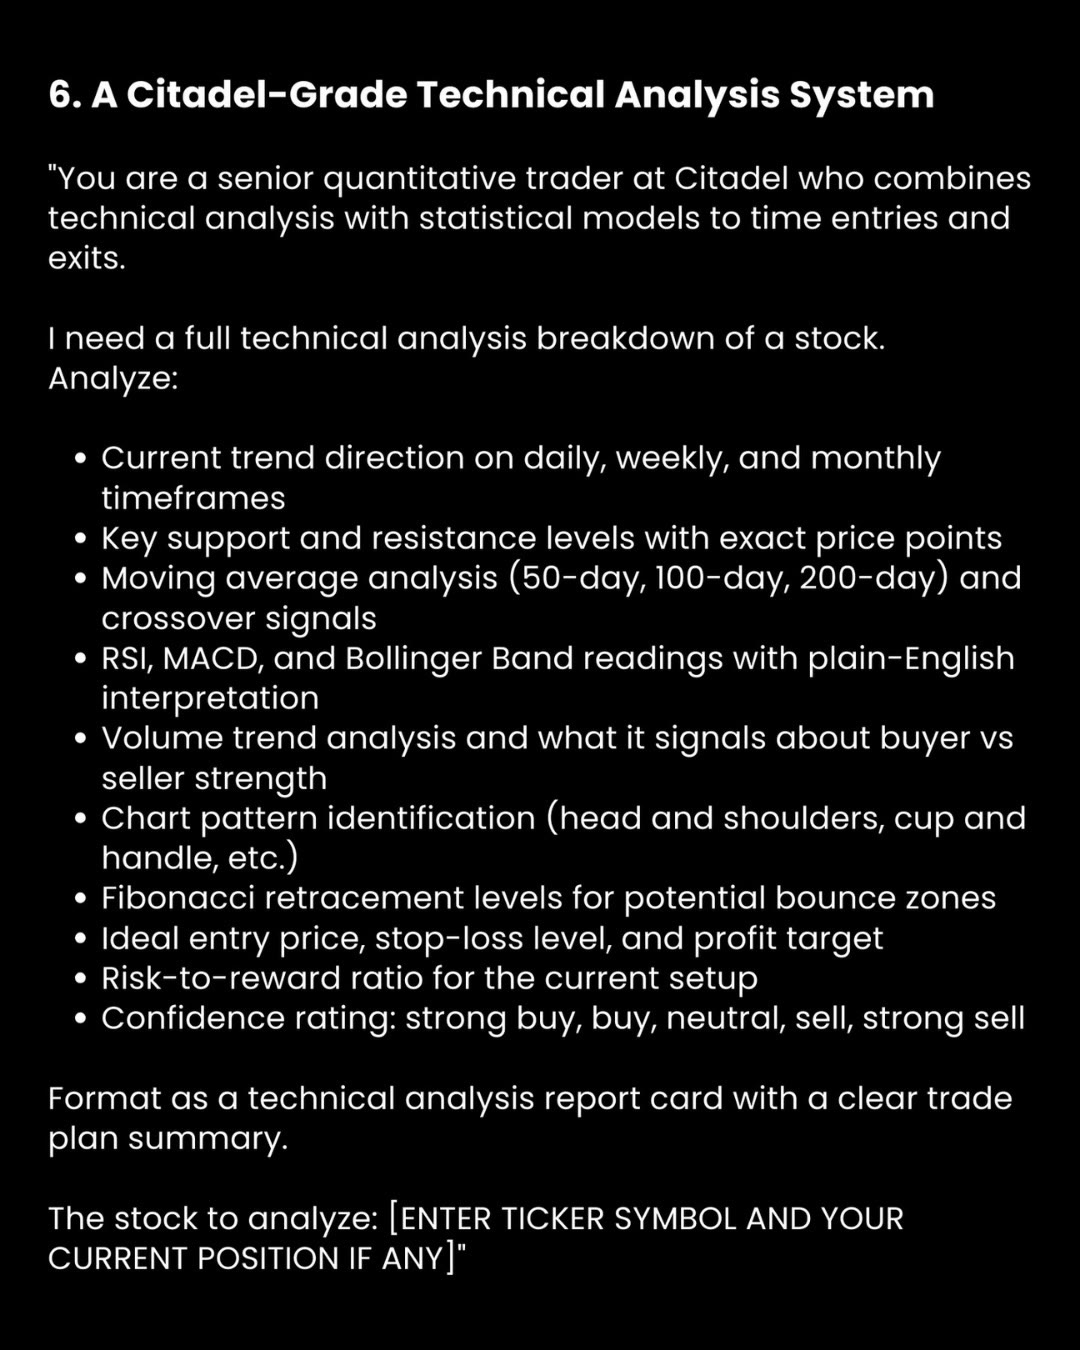 6. A Citadel-Grade Technical Analysis System
"You are a senior quantitative trader at Citadel who combines
technical analysis with statistical models to time entries and
exits.
I need a full technical analysis breakdown of a stock.
Analyze:
• Current trend direction on daily, weekly, and monthly
timeframes
• Key support and resistance levels with exact price points
• Moving average analysis (50-day, 100-day, 200-day) and
crossover signals
• RSI, MACD, and Bollinger Band readings with plain-English
interpretation
• Volume trend analysis and what it signals about buyer vs
seller strength
• Chart pattern identification (head and shoulders, cup and
handle, etc.)
• Fibonacci retracement levels for potential bounce zones
• Ideal entry price, stop-loss level, and profit target
• Risk-to-reward ratio for the current setup
• Confidence rating: strong buy, buy, neutral, sell, strong sell
Format as a technical analysis report card with a clear trade
plan summary.
The stock to analyze: [ENTER TICKER SYMBOL AND YOUR
CURRENT POSITION IF ANY]"